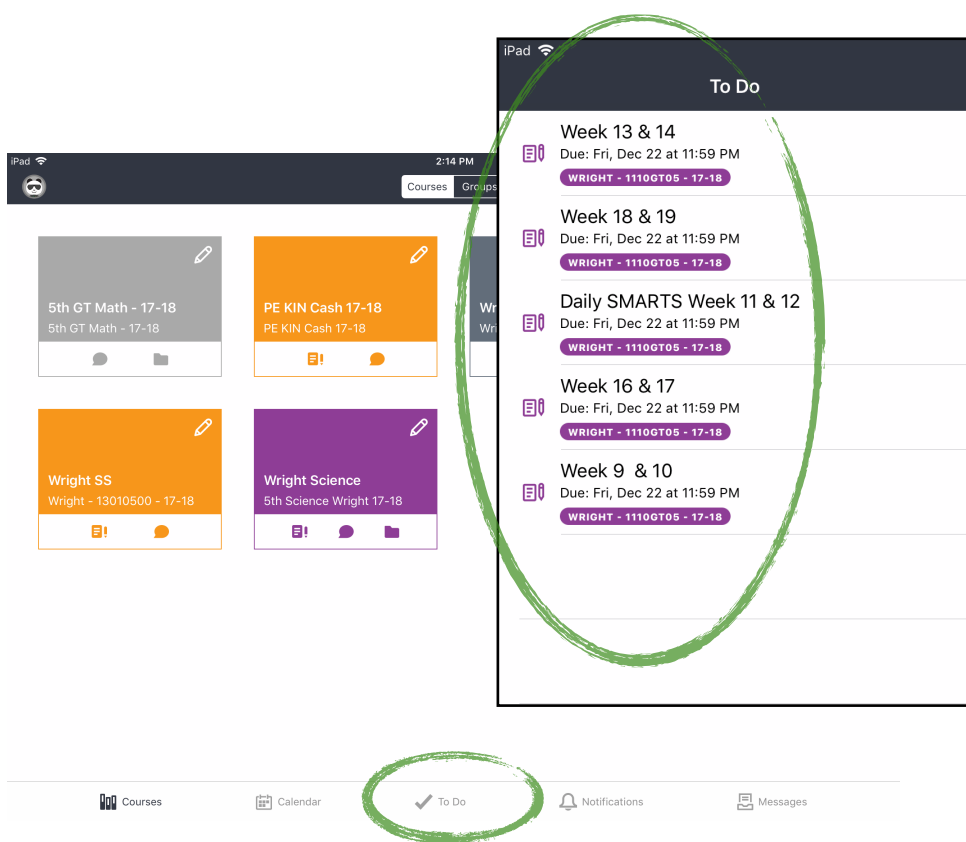 iPad
To Do
Week 13 & 14
Due: Fri, Dec 22 at 11:59 PM
WRIGHT - 1110GT05 - 17-18
Week 18 & 19
Due: Fri, Dec 22 at 11:59 PM
WRIGHT - 1110GT05 - 17-18
Daily SMARTS Week 11 & 12
Due: Fri, Dec 22 at 11:59 PM
WRIGHT - 1110GT05 - 17-18
Week 16 & 17
Due: Fri, Dec 22 at 11:59 PM
WRIGHT - 1110GT05 - 17-18
Week 9 & 10
Due: Fri, Dec 22 at 11:59 PM
WRIGHT - 1110GT05 - 17-18
iPad
2:14 PM
Courses Groups
5th GT Math - 17-18
5th GT Math - 17-18
PE KIN Cash 17-18
PE KIN Cash 17-18
Wr
Wri
Wright SS
Wright - 13010500 - 17-18
Wright Science
5th Science Wright 17-18
Courses
Calendar
To Do
Notifications
Messages